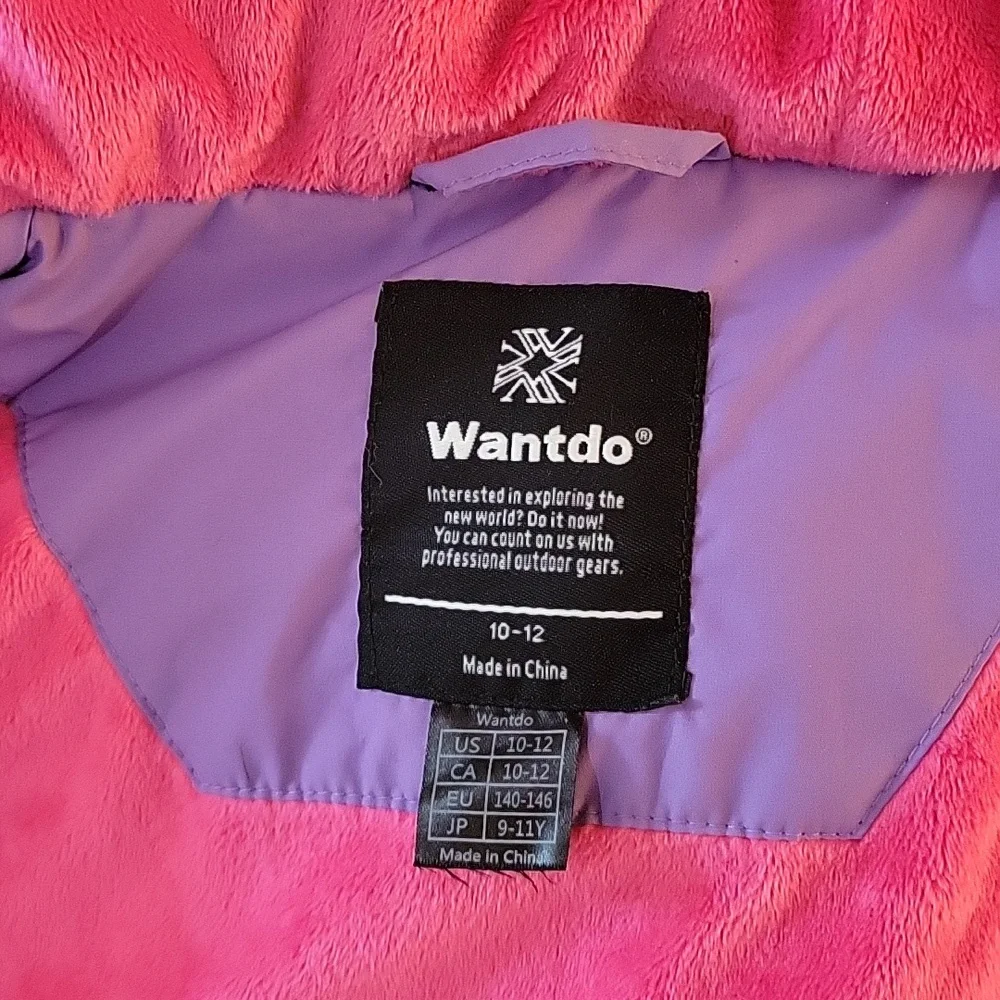 Wantdo®
Interested in exploring the
new world? Do it now!
You can count on us with
professional outdoor gears.
10-12
Made in China
Wantdo
US 10-12
CA 10-12
EU 140-146
JP 9-11Y
Made in China